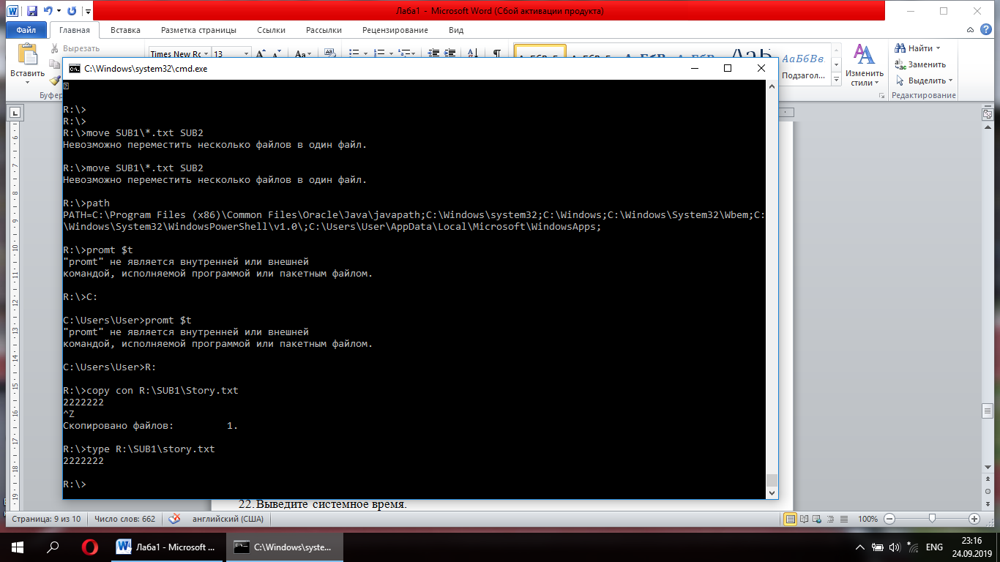 Лаба1 - Microsoft Word (Сбой активации продукта)
Файл Главная Вставка Разметка страницы Ссылки Рассылки Рецензирование Вид
Вставить
Вырезать
Times New Ro 13
Подзагол...
Изменить стили
Найти
Заменить
Выделить
Редактирование
C:\Windows\system32\cmd.exe
R:\>
R:\>
R:\>move SUB1\*.txt SUB2
Невозможно переместить несколько файлов в один файл.
R:\>move SUB1\*.txt SUB2
Невозможно переместить несколько файлов в один файл.
R:\>path
PATH=C:\Program Files (x86)\Common Files\Oracle\Java\javapath;C:\Windows\system32;C:\Windows;C:\Windows\System32\Wbem;C:
\Windows\System32\WindowsPowerShell\v1.0\;C:\Users\User\AppData\Local\Microsoft\WindowsApps;
R:\>promt $t
"promt" не является внутренней или внешней
командой, исполняемой программой или пакетным файлом.
R:\>C:
C:\Users\User>promt $t
"promt" не является внутренней или внешней
командой, исполняемой программой или пакетным файлом.
C:\Users\User>R:
R:\>copy con R:\SUB1\Story.txt
2222222
^Z
Скопировано файлов: 1.
R:\>type R:\SUB1\story.txt
2222222
R:\>
22.Выведите системное время.
Страница: 9 из 10 Число слов: 662 английский (США) 100%
Лаба1 - Microsoft ... C:\Windows\syste... ENG 23:16
24.09.2019